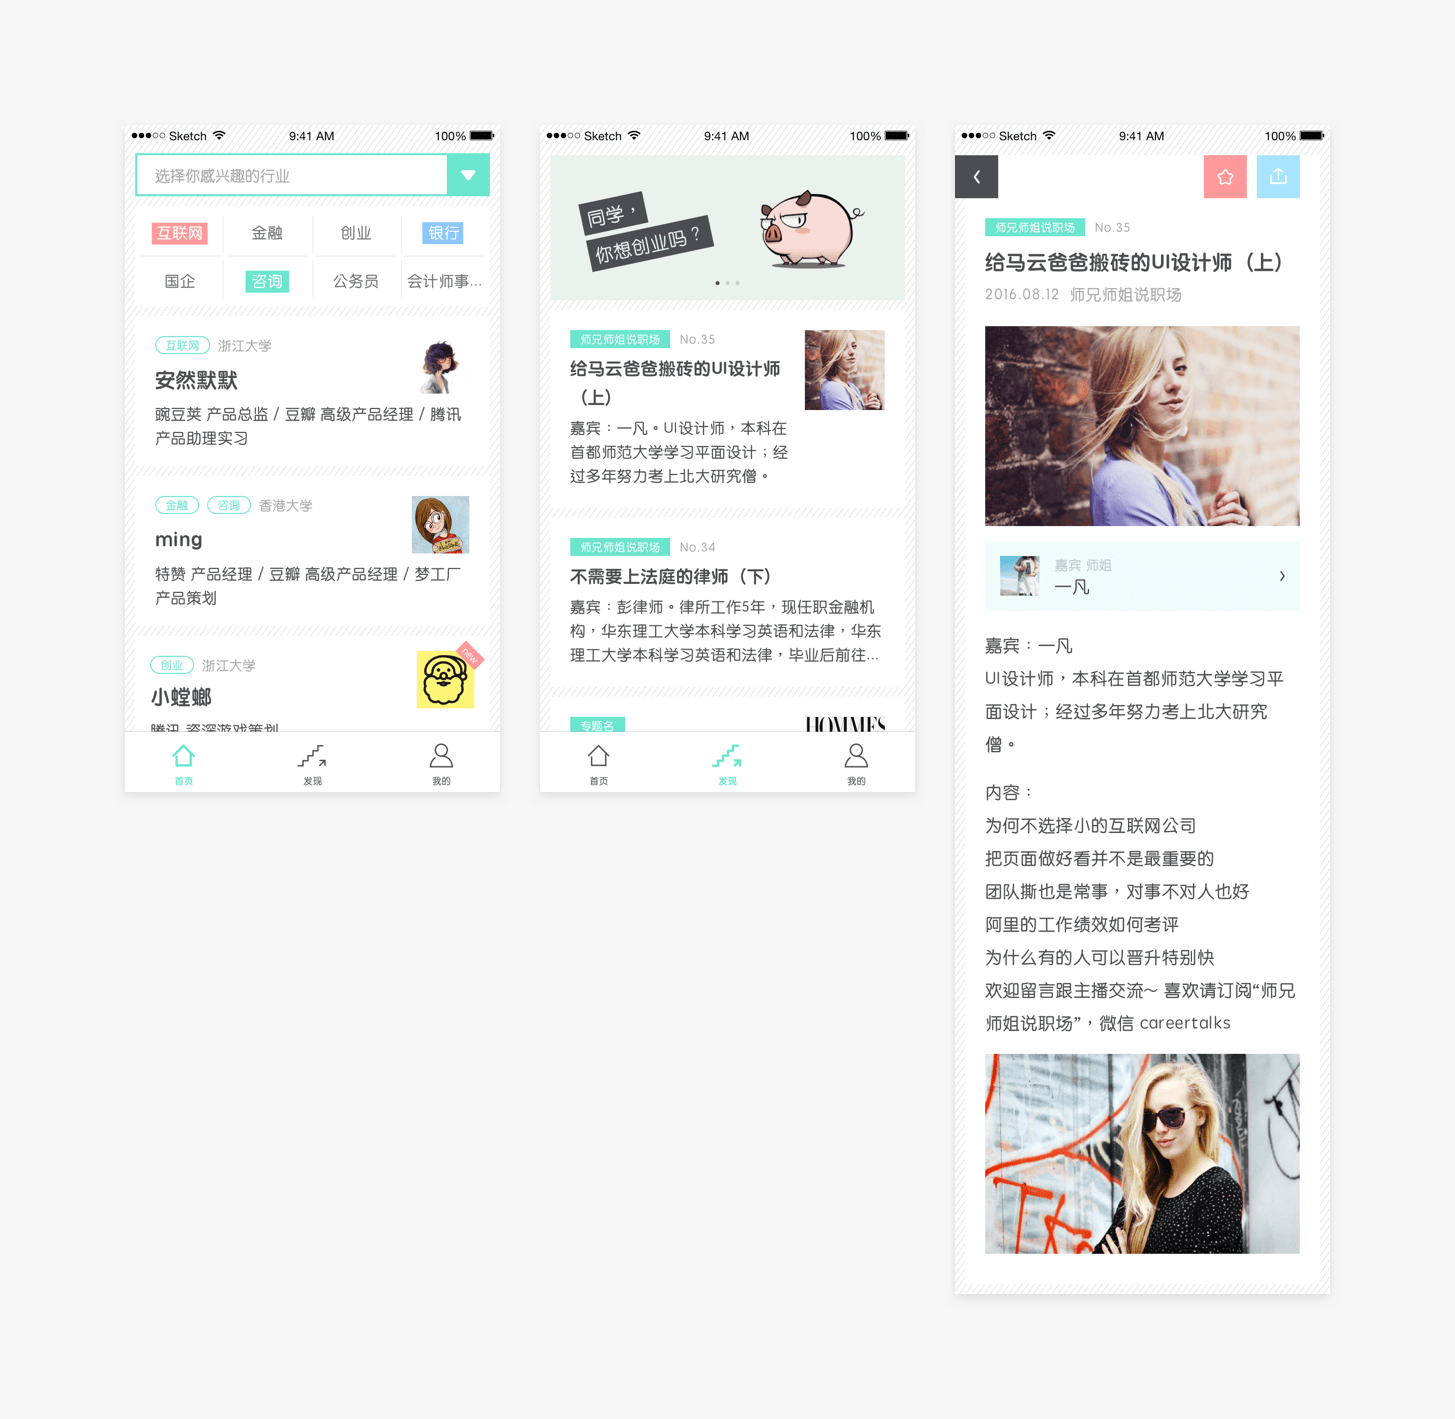 Sketch 9:41 AM 100%
选择你感兴趣的行业
互联网 金融 创业 银行
国企 咨询 公务员 会计师事...
互联网 浙江大学
安然默默
豌豆荚 产品总监 / 豆瓣 高级产品经理 / 腾讯
产品助理实习
金融 咨询 香港大学
ming
特赞 产品经理 / 豆瓣 高级产品经理 / 梦工厂
产品策划
new
创业 浙江大学
小螳螂
腾讯 资深游戏策划
首页 发现 我的
Sketch 9:41 AM 100%
同学，
你想创业吗？
师兄师姐说职场 No.35
给马云爸爸搬砖的UI设计师
（上）
嘉宾：一凡。UI设计师，本科在
首都师范大学学习平面设计；经
过多年努力考上北大研究僧。
师兄师姐说职场 No.34
不需要上法庭的律师（下）
嘉宾：彭律师。律所工作5年，现任职金融机
构，华东理工大学本科学习英语和法律，华东
理工大学本科学习英语和法律，毕业后前往...
专题名
HOMMES
首页 发现 我的
Sketch 9:41 AM 100%
师兄师姐说职场 No.35
给马云爸爸搬砖的UI设计师（上）
2016.08.12 师兄师姐说职场
嘉宾 师姐
一凡
嘉宾：一凡
UI设计师，本科在首都师范大学学习平
面设计；经过多年努力考上北大研究
僧。
内容：
为何不选择小的互联网公司
把页面做好看并不是最重要的
团队撕也是常事，对事不对人也好
阿里的工作绩效如何考评
为什么有的人可以晋升特别快
欢迎留言跟主播交流～ 喜欢请订阅“师兄
师姐说职场”，微信 careertalks